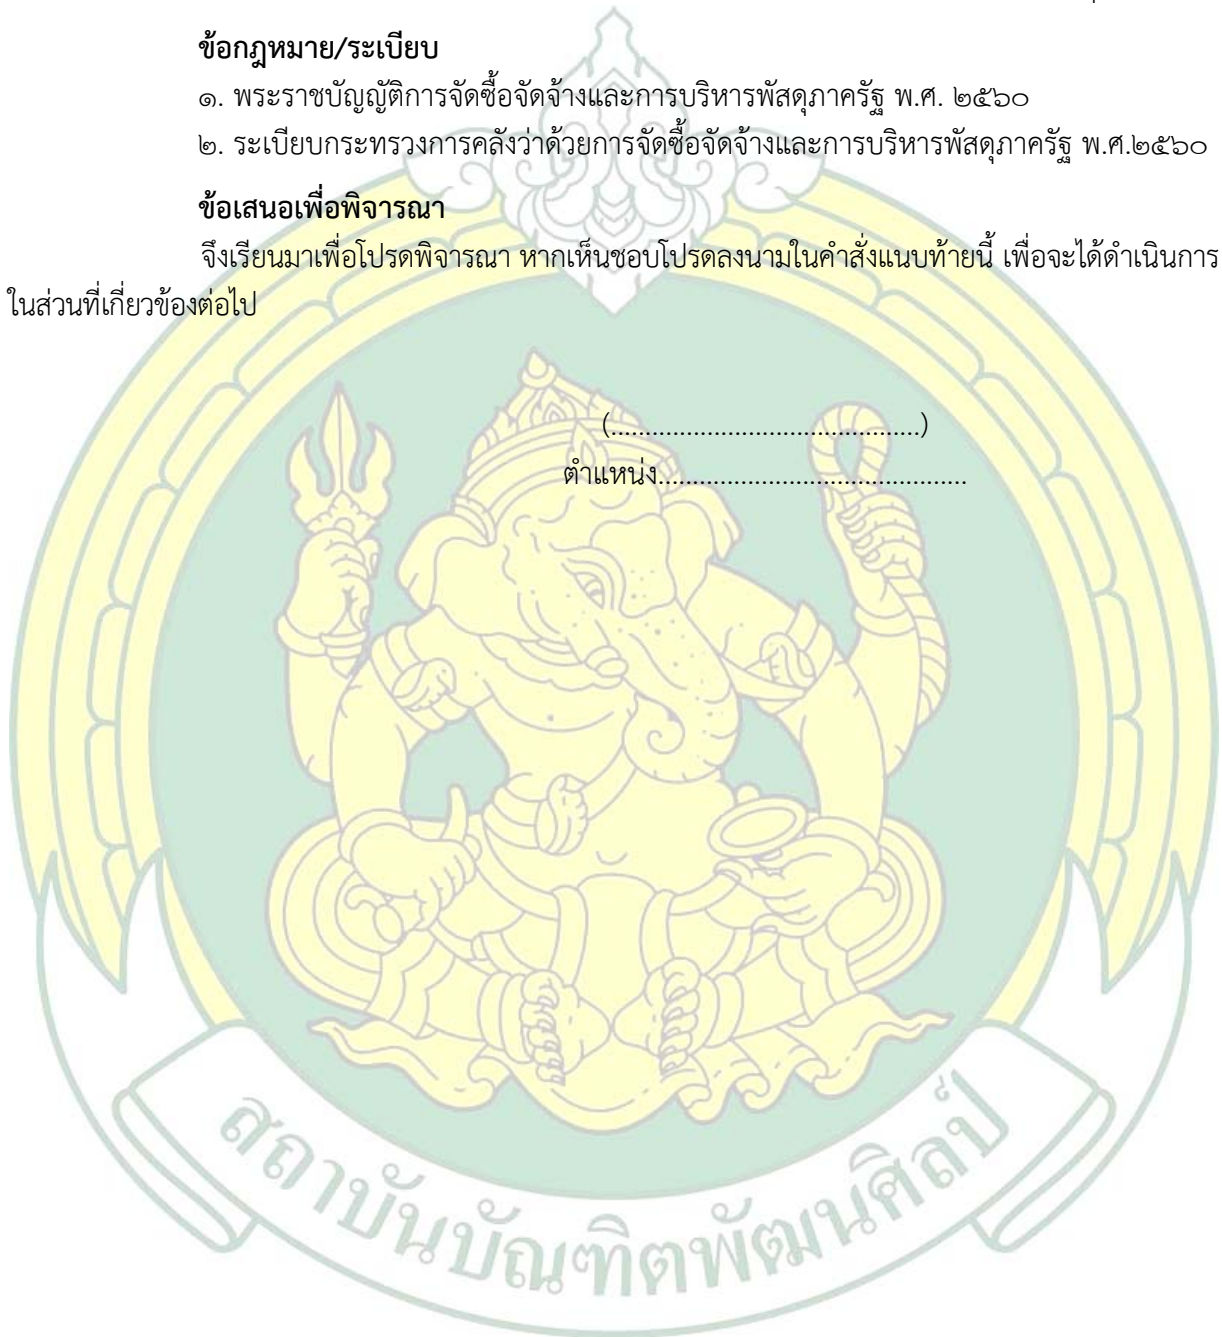 ข้อกฎหมาย/ระเบียบ
๑. พระราชบัญญัติการจัดซื้อจัดจ้างและการบริหารพัสดุภาครัฐ พ.ศ. ๒๕๖๐
๒. ระเบียบกระทรวงการคลังว่าด้วยการจัดซื้อจัดจ้างและการบริหารพัสดุภาครัฐ พ.ศ.๒๕๖๐
ข้อเสนอเพื่อพิจารณา
จึงเรียนมาเพื่อโปรดพิจารณา หากเห็นชอบโปรดลงนามในคำสั่งแนบท้ายนี้ เพื่อจะได้ดำเนินการ
ในส่วนที่เกี่ยวข้องต่อไป
(.............................................)
ตำแหน่ง.............................................
สถาบันบัณฑิตพัฒนศิลป์